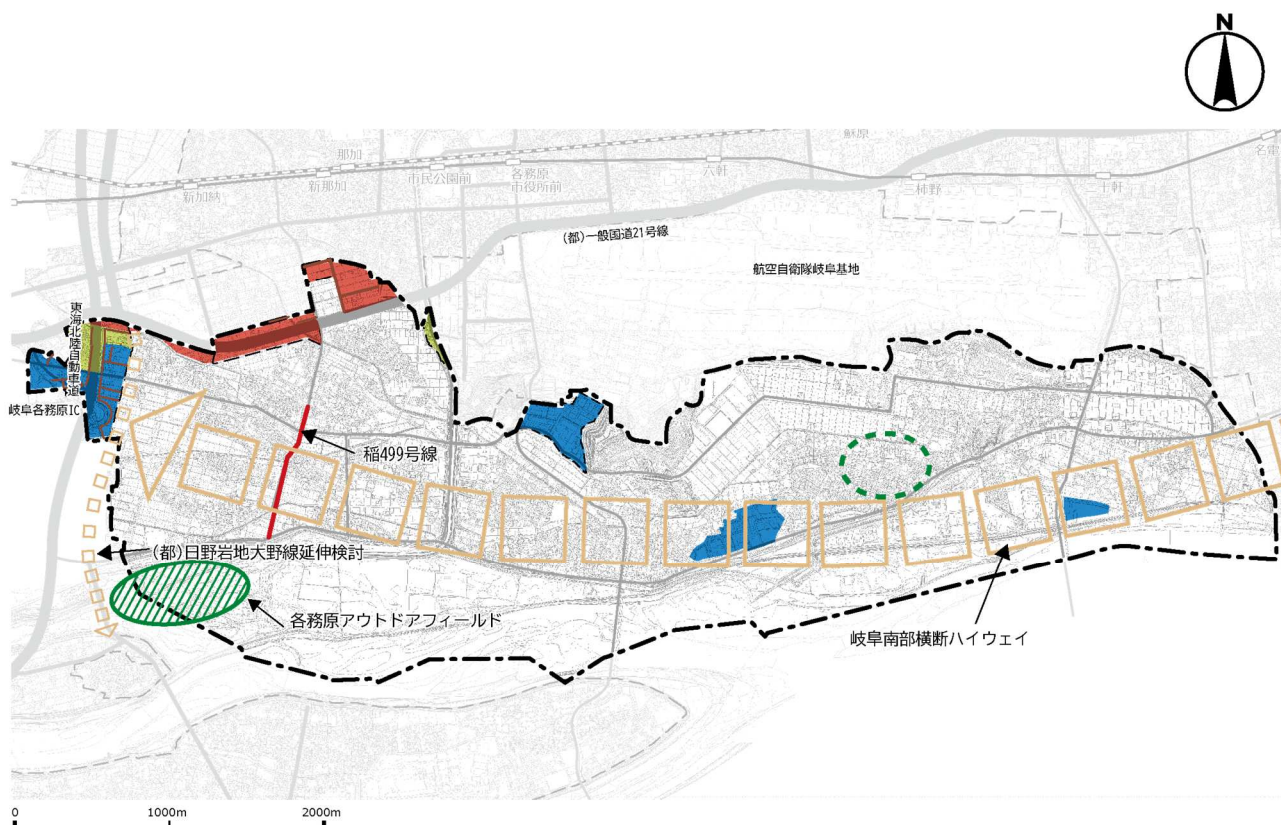 N
蘇原
那加
名電
新加納
新那加
市民公園前
各務原
市役所前
六軒
三柿野
二十軒
(都)一般国道21号線
航空自衛隊岐阜基地
東海北陸自動車道
岐阜各務原IC
稲499号線
(都)日野岩地大野線延伸検討
各務原アウトドアフィールド
岐阜南部横断ハイウェイ
0
1000m
2000m